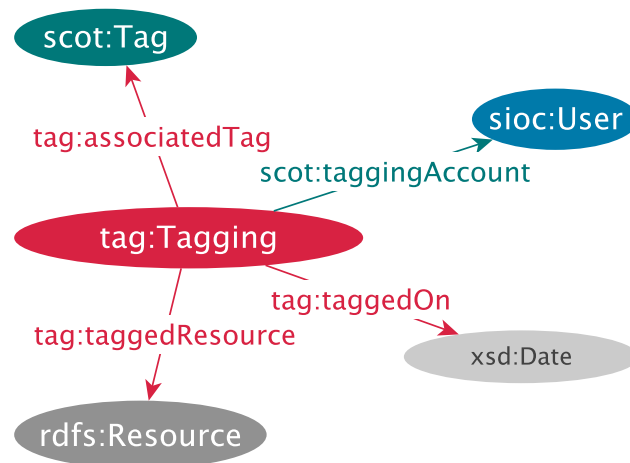 scot:Tag
sioc:User
tag:associatedTag
scot:taggingAccount
tag:Tagging
tag:taggedOn
tag:taggedResource
xsd:Date
rdfs:Resource